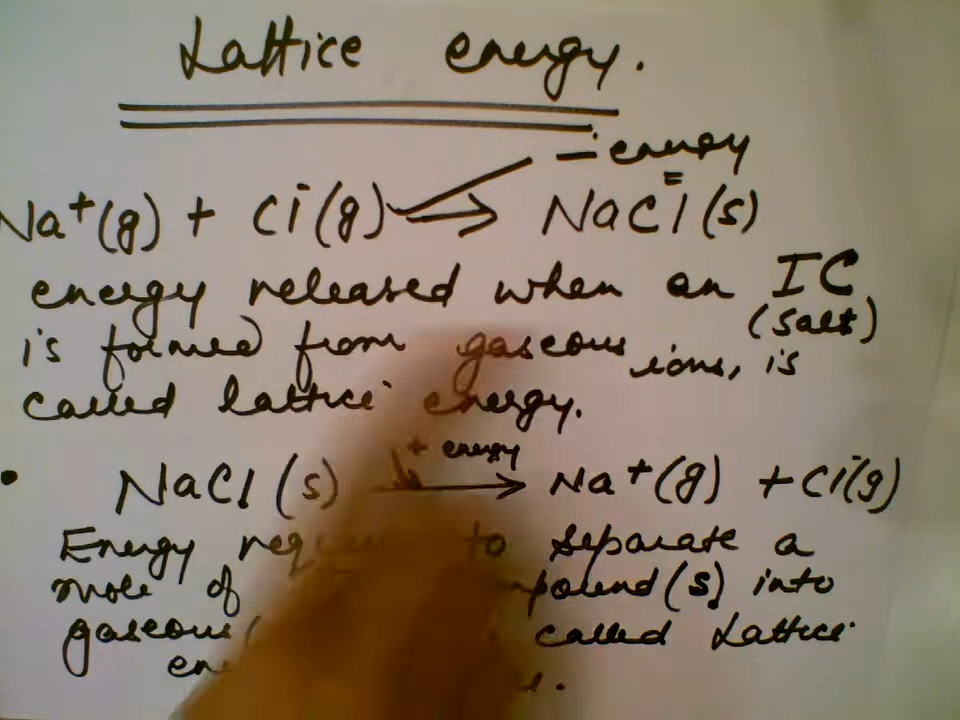 Lattice energy.
– energy
Na⁺(g) + Cl⁻(g) → NaCl(s)
energy released when an IC
(salt)
is formed from gaseous ions, is
called lattice energy.
+ energy
• NaCl(s) → Na⁺(g) + Cl⁻(g)
Energy to separate a
mole of (s) into
gaseous called Lattice